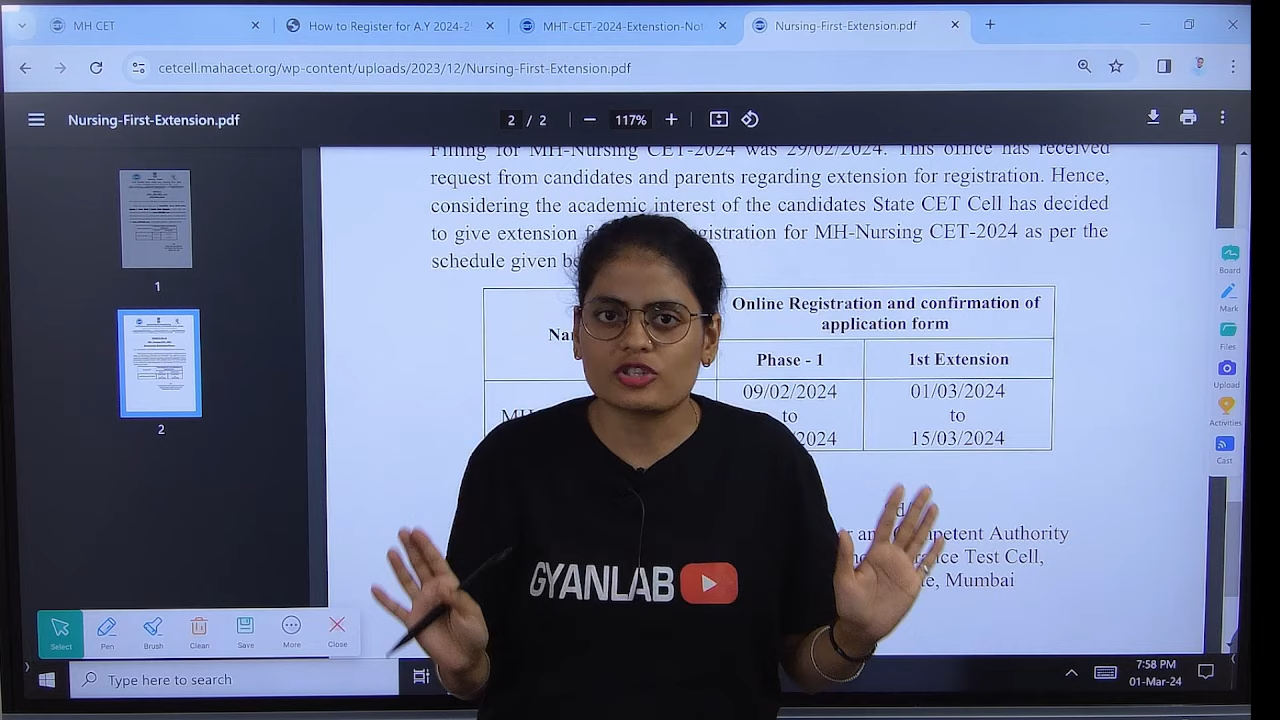 MH CET
How to Register for A.Y 2024-2
MHT-CET-2024-Extenstion-Not
Nursing-First-Extension.pdf
cetcell.mahacet.org/wp-content/uploads/2023/12/Nursing-First-Extension.pdf
Nursing-First-Extension.pdf
2 / 2
117%
1
2
Filing for MH-Nursing CET-2024 was 29/02/2024. This office has received
request from candidates and parents regarding extension for registration. Hence,
considering the academic interest of the candidates State CET Cell has decided
to give extension registration for MH-Nursing CET-2024 as per the
schedule given
Online Registration and confirmation of
application form
Phase - 1
1st Extension
09/02/2024
to
2024
01/03/2024
to
15/03/2024
Competent Authority
Test Cell,
Mumbai
GYANLAB
Board
Mark
Files
Upload
Activities
Cast
Select
Pen
Brush
Clean
Save
More
Close
Type here to search
7:58 PM
01-Mar-24